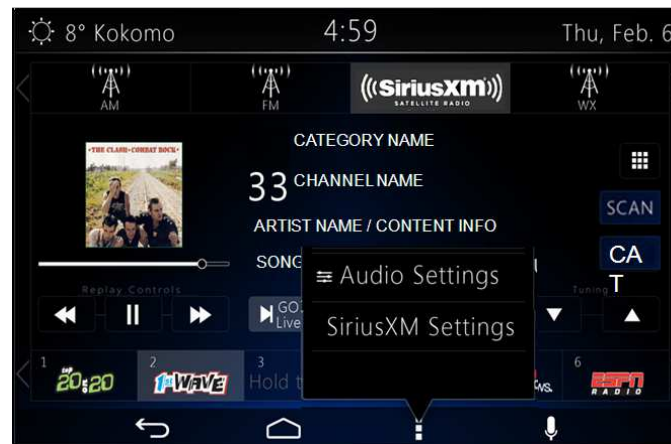 8° Kokomo
4:59
Thu, Feb. 6
AM
FM
((SiriusXM))
SATELLITE RADIO
WX
•THE CLASH•COMBAT ROCK•
CATEGORY NAME
33 CHANNEL NAME
ARTIST NAME / CONTENT INFO
SCAN
SONG
CA
T
Audio Settings
Replay Controls
Tuning
GO
Live
SiriusXM Settings
1
top
20on20
2
1st WAVE
3
Hold t
WS.
6
ESPN
RADIO